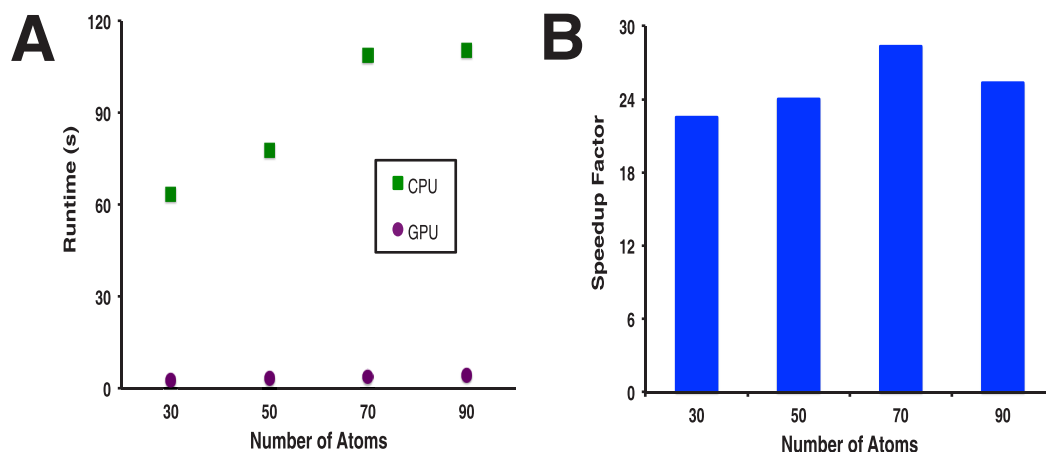 A
120
90
60
30
0
Runtime (s)
CPU
GPU
30 50 70 90
Number of Atoms
B
30
24
18
12
6
0
Speedup Factor
30 50 70 90
Number of Atoms